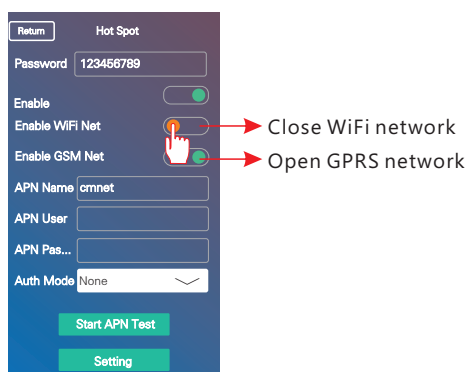 Return Hot Spot
Password 123456789
Enable
Enable WiFi Net Close WiFi network
Enable GSM Net Open GPRS network
APN Name cmnet
APN User
APN Pas...
Auth Mode None
Start APN Test
Setting